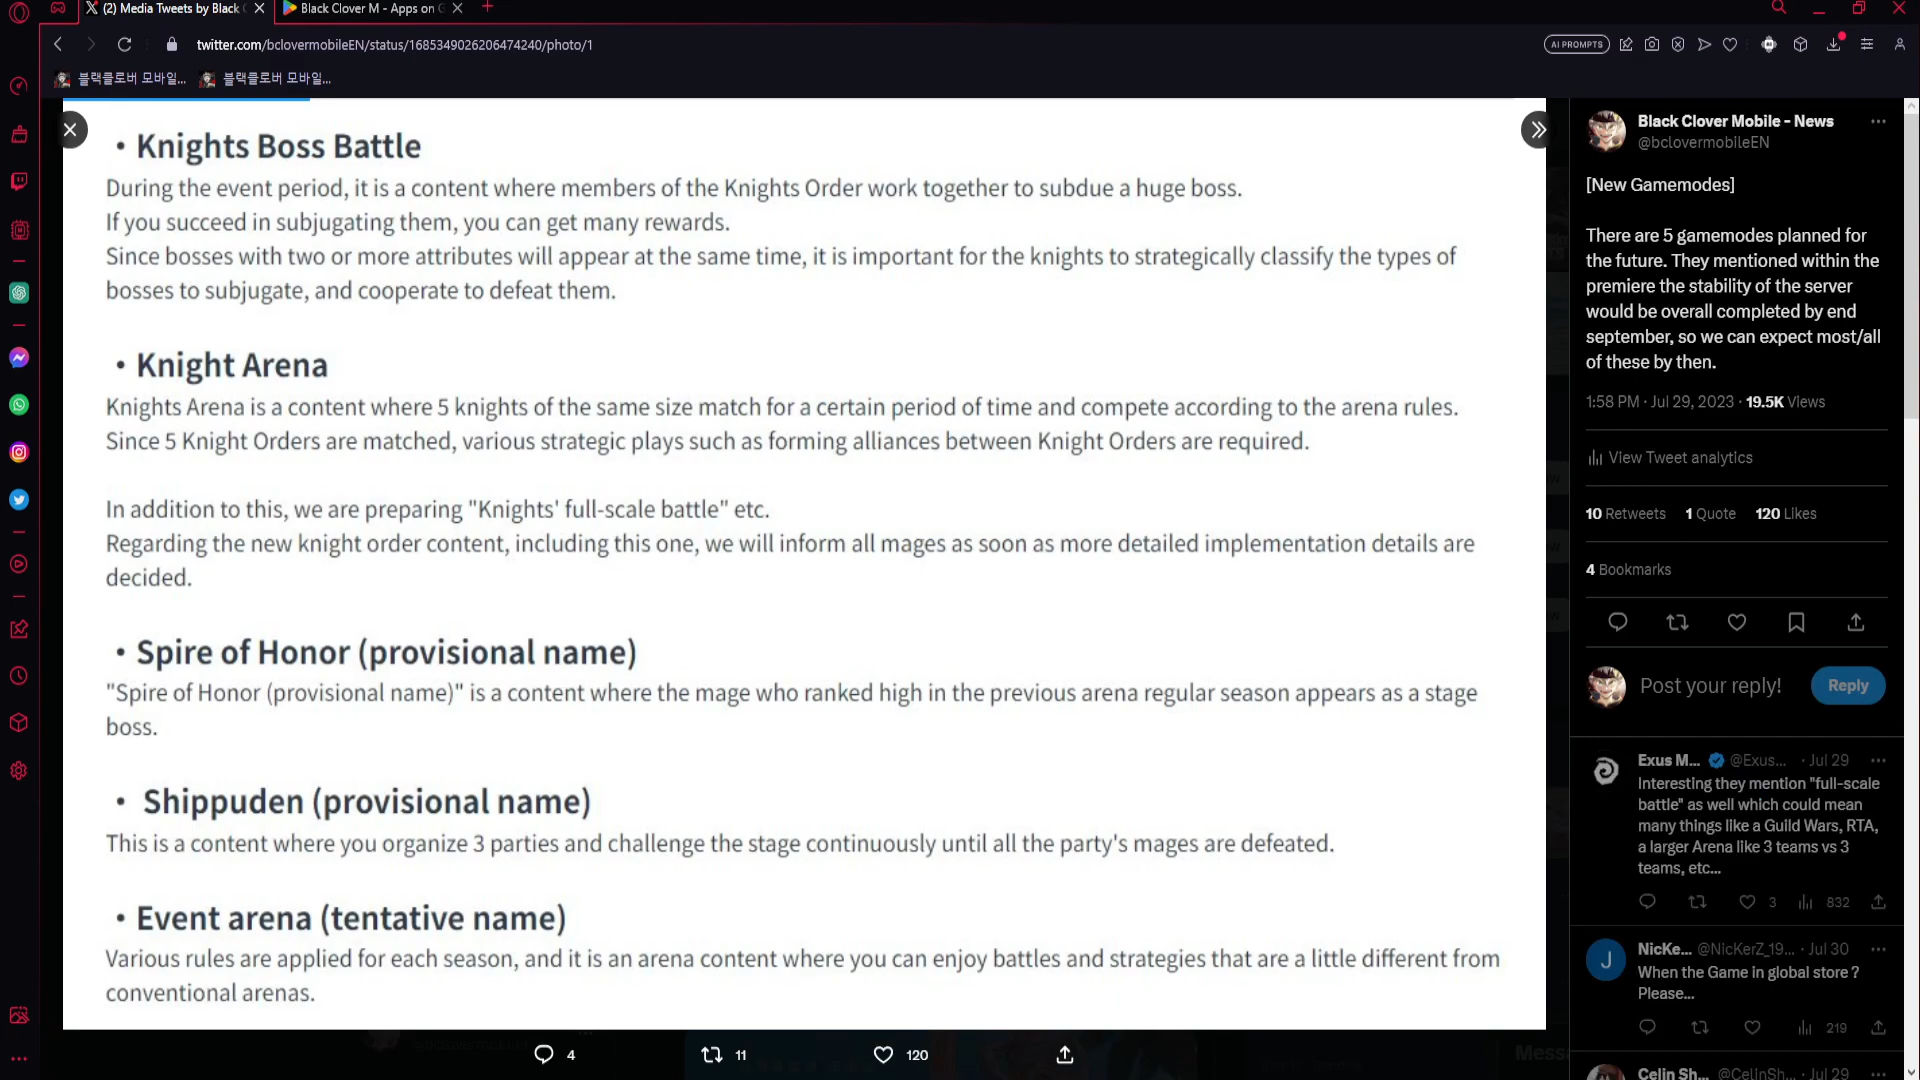 (2) Media Tweets by Black
Black Clover M - Apps on G
twitter.com/bclovermobileEN/status/1685349026206474240/photo/1
AI PROMPTS
블랙클로버 모바일...
블랙클로버 모바일...
・Knights Boss Battle
During the event period, it is a content where members of the Knights Order work together to subdue a huge boss.
If you succeed in subjugating them, you can get many rewards.
Since bosses with two or more attributes will appear at the same time, it is important for the knights to strategically classify the types of
bosses to subjugate, and cooperate to defeat them.
・Knight Arena
Knights Arena is a content where 5 knights of the same size match for a certain period of time and compete according to the arena rules.
Since 5 Knight Orders are matched, various strategic plays such as forming alliances between Knight Orders are required.
In addition to this, we are preparing "Knights' full-scale battle" etc.
Regarding the new knight order content, including this one, we will inform all mages as soon as more detailed implementation details are
decided.
・Spire of Honor (provisional name)
"Spire of Honor (provisional name)" is a content where the mage who ranked high in the previous arena regular season appears as a stage
boss.
・ Shippuden (provisional name)
This is a content where you organize 3 parties and challenge the stage continuously until all the party's mages are defeated.
・Event arena (tentative name)
Various rules are applied for each season, and it is an arena content where you can enjoy battles and strategies that are a little different from
conventional arenas.
4
11
120
Black Clover Mobile - News
@bclovermobileEN
[New Gamemodes]
There are 5 gamemodes planned for
the future. They mentioned within the
premiere the stability of the server
would be overall completed by end
september, so we can expect most/all
of these by then.
1:58 PM · Jul 29, 2023 · 19.5K Views
View Tweet analytics
10 Retweets 1 Quote 120 Likes
4 Bookmarks
Post your reply!
Reply
Exus M... @Exus... · Jul 29
Interesting they mention "full-scale
battle" as well which could mean
many things like a Guild Wars, RTA,
a larger Arena like 3 teams vs 3
teams, etc...
3
832
J
NicKe... @NicKerZ_19... · Jul 30
When the Game in global store ?
Please...
219
Celin Sh... @CelinSh... · Jul 29